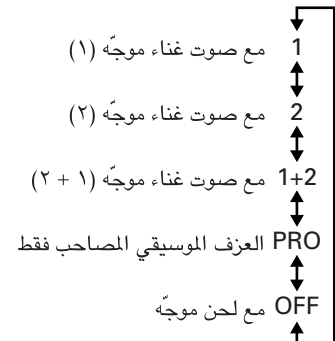 1 مع صوت غناء موجّه (١)
2 مع صوت غناء موجّه (٢)
1+2 مع صوت غناء موجّه (١ + ٢)
PRO العزف الموسيقي المصاحب فقط
OFF مع لحن موجّه